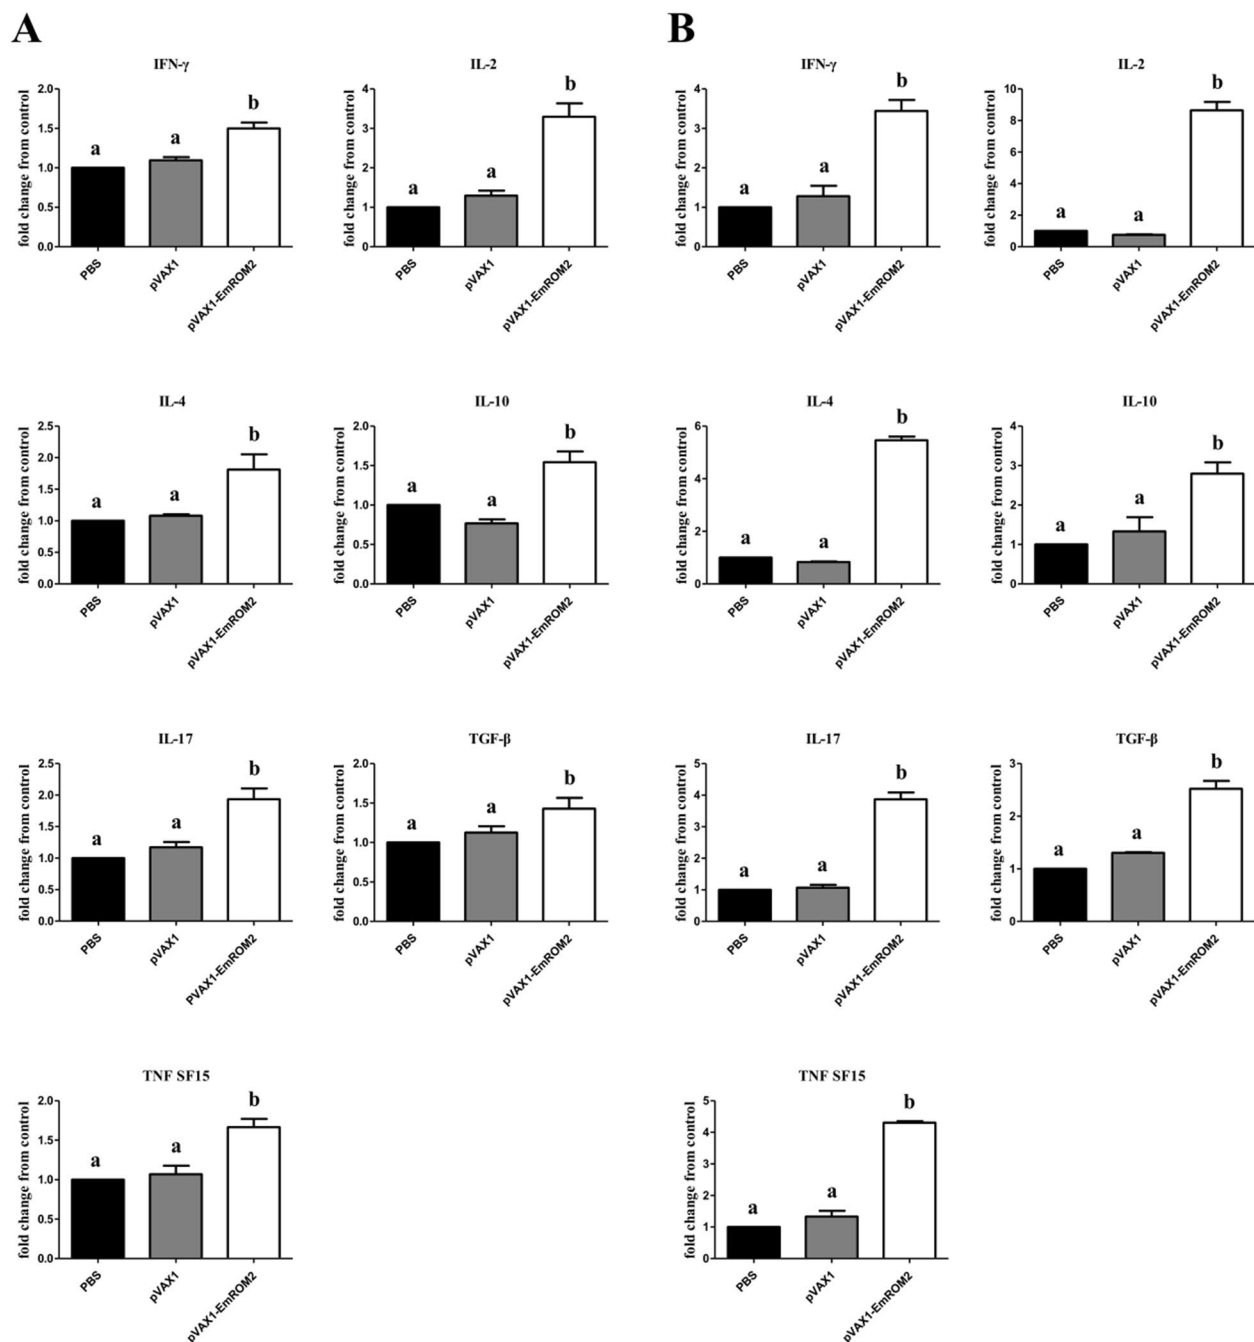 A
B
IFN-γ
fold change from control
2.0
1.5
1.0
0.5
0.0
a
a
b
PBS
pVAX1
pVAX1-EmROM2
IL-2
fold change from control
4
3
2
1
0
a
a
b
PBS
pVAX1
pVAX1-EmROM2
IFN-γ
fold change from control
4
3
2
1
0
a
a
b
PBS
pVAX1
pVAX1-EmROM2
IL-2
fold change from control
10
8
6
4
2
0
a
a
b
PBS
pVAX1
pVAX1-EmROM2
IL-4
fold change from control
2.5
2.0
1.5
1.0
0.5
0.0
a
a
b
PBS
pVAX1
pVAX1-EmROM2
IL-10
fold change from control
2.0
1.5
1.0
0.5
0.0
a
a
b
PBS
pVAX1
pVAX1-EmROM2
IL-4
fold change from control
6
4
2
0
a
a
b
PBS
pVAX1
pVAX1-EmROM2
IL-10
fold change from control
4
3
2
1
0
a
a
b
PBS
pVAX1
pVAX1-EmROM2
IL-17
fold change from control
2.5
2.0
1.5
1.0
0.5
0.0
a
a
b
PBS
pVAX1
PVAX1-EmROM2
TGF-β
fold change from control
2.0
1.5
1.0
0.5
0.0
a
a
b
PBS
pVAX1
pVAX1-EmROM2
IL-17
fold change from control
5
4
3
2
1
0
a
a
b
PBS
pVAX1
pVAX1-EmROM2
TGF-β
fold change from control
3
2
1
0
a
a
b
PBS
pVAX1
pVAX1-EmROM2
TNF SF15
fold change from control
2.0
1.5
1.0
0.5
0.0
a
a
b
PBS
pVAX1
pVAX1-EmROM2
TNF SF15
fold change from control
5
4
3
2
1
0
a
a
b
PBS
pVAX1
pVAX1-EmROM2